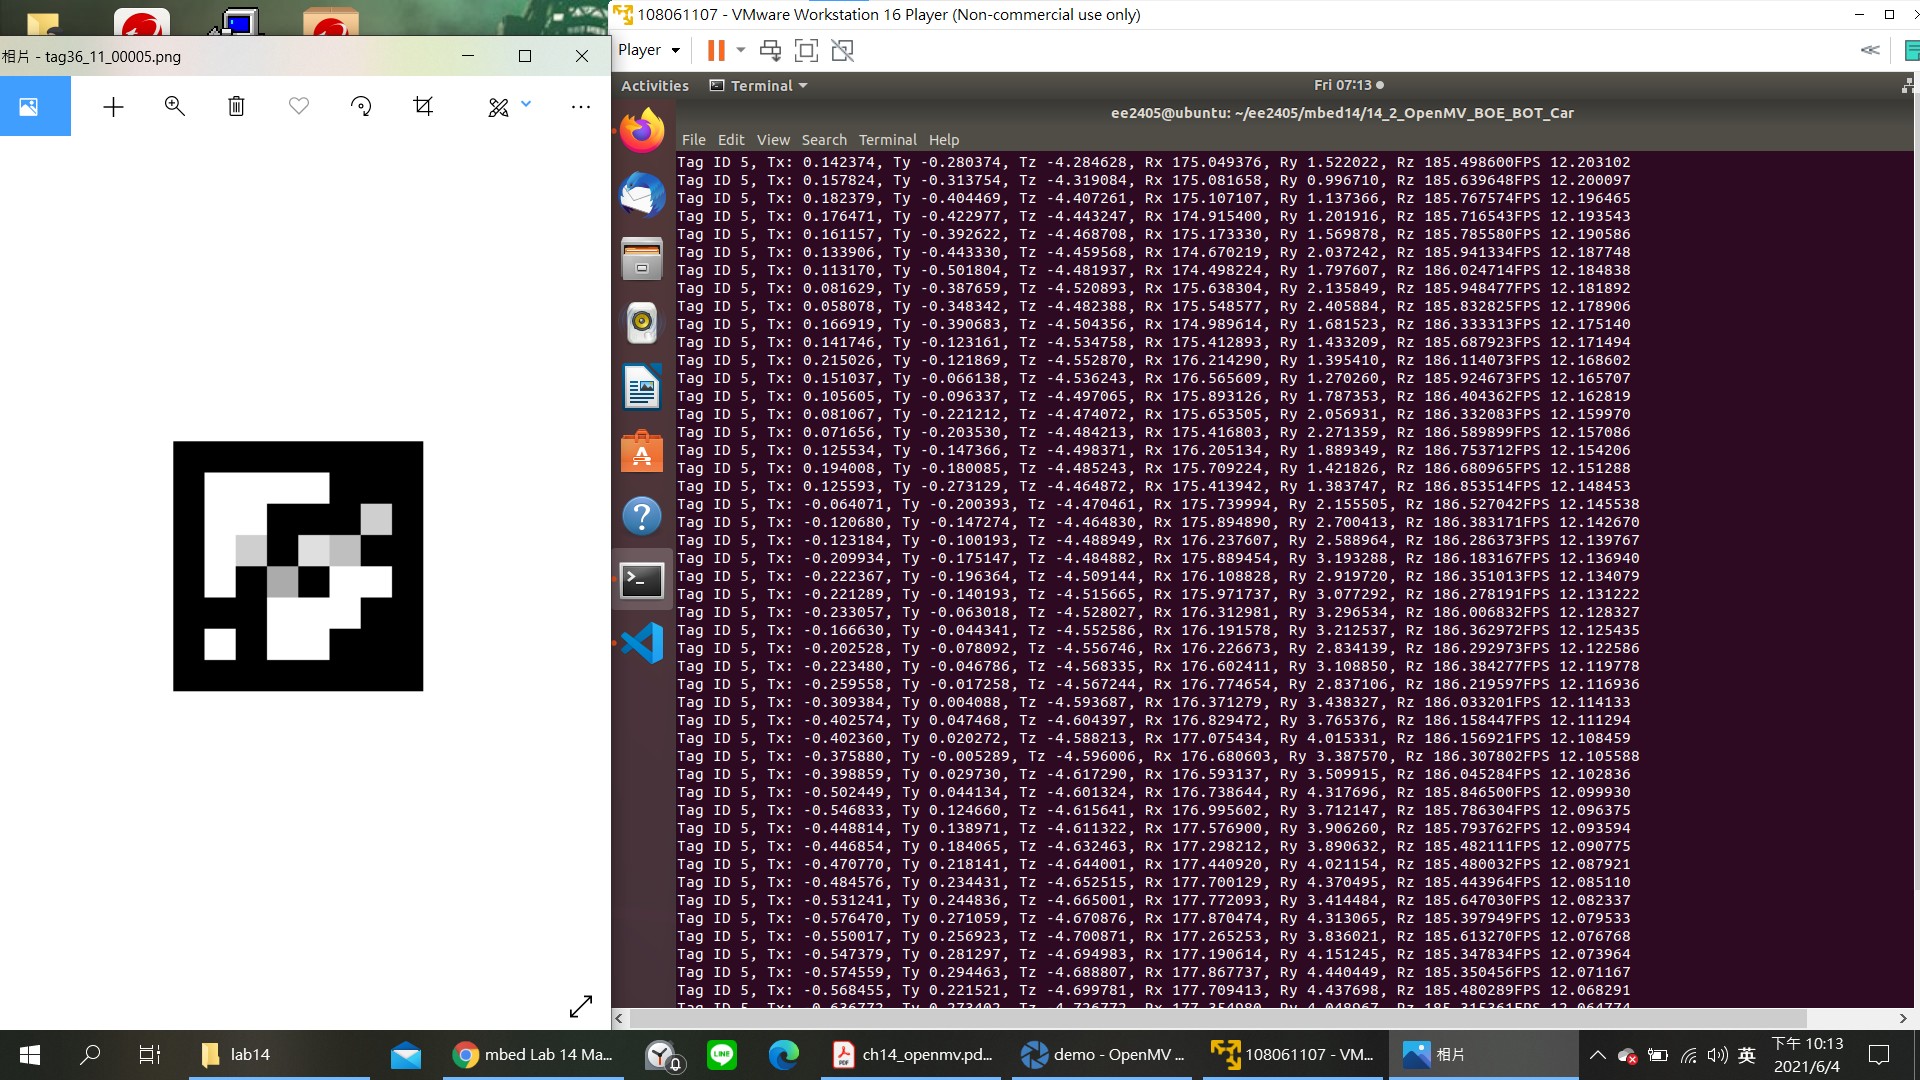 相片 - tag36_11_00005.png
108061107 - VMware Workstation 16 Player (Non-commercial use only)
Player
Activities
Terminal
Fri 07:13
ee2405@ubuntu: ~/ee2405/mbed14/14_2_OpenMV_BOE_BOT_Car
File Edit View Search Terminal Help
Tag ID 5, Tx: 0.142374, Ty -0.280374, Tz -4.284628, Rx 175.049376, Ry 1.522022, Rz 185.498600FPS 12.203102
Tag ID 5, Tx: 0.157824, Ty -0.313754, Tz -4.319084, Rx 175.081658, Ry 0.996710, Rz 185.639648FPS 12.200097
Tag ID 5, Tx: 0.182379, Ty -0.404469, Tz -4.407261, Rx 175.107107, Ry 1.137366, Rz 185.767574FPS 12.196465
Tag ID 5, Tx: 0.176471, Ty -0.422977, Tz -4.443247, Rx 174.915400, Ry 1.201916, Rz 185.716543FPS 12.193543
Tag ID 5, Tx: 0.161157, Ty -0.392622, Tz -4.468708, Rx 175.173330, Ry 1.569878, Rz 185.785580FPS 12.190586
Tag ID 5, Tx: 0.133906, Ty -0.443330, Tz -4.459568, Rx 174.670219, Ry 2.037242, Rz 185.941334FPS 12.187748
Tag ID 5, Tx: 0.113170, Ty -0.501804, Tz -4.481937, Rx 174.498224, Ry 1.797607, Rz 186.024714FPS 12.184838
Tag ID 5, Tx: 0.081629, Ty -0.387659, Tz -4.520893, Rx 175.638304, Ry 2.135849, Rz 185.948477FPS 12.181892
Tag ID 5, Tx: 0.058078, Ty -0.348342, Tz -4.482388, Rx 175.548577, Ry 2.405884, Rz 185.832825FPS 12.178906
Tag ID 5, Tx: 0.166919, Ty -0.390683, Tz -4.504356, Rx 174.989614, Ry 1.681523, Rz 186.333313FPS 12.175140
Tag ID 5, Tx: 0.141746, Ty -0.123161, Tz -4.534758, Rx 175.412893, Ry 1.433209, Rz 185.687923FPS 12.171494
Tag ID 5, Tx: 0.215026, Ty -0.121869, Tz -4.552870, Rx 176.214290, Ry 1.395410, Rz 186.114073FPS 12.168602
Tag ID 5, Tx: 0.151037, Ty -0.066138, Tz -4.536243, Rx 176.565609, Ry 1.270260, Rz 185.924673FPS 12.165707
Tag ID 5, Tx: 0.105605, Ty -0.096337, Tz -4.497065, Rx 175.893126, Ry 1.787353, Rz 186.404362FPS 12.162819
Tag ID 5, Tx: 0.081067, Ty -0.221212, Tz -4.474072, Rx 175.653505, Ry 2.056931, Rz 186.332083FPS 12.159970
Tag ID 5, Tx: 0.071656, Ty -0.203530, Tz -4.484213, Rx 175.416803, Ry 2.271359, Rz 186.589899FPS 12.157086
Tag ID 5, Tx: 0.125534, Ty -0.147366, Tz -4.498371, Rx 176.205134, Ry 1.889349, Rz 186.753712FPS 12.154206
Tag ID 5, Tx: 0.194008, Ty -0.180085, Tz -4.485243, Rx 175.709224, Ry 1.421826, Rz 186.680965FPS 12.151288
Tag ID 5, Tx: 0.125593, Ty -0.273129, Tz -4.464872, Rx 175.413942, Ry 1.383747, Rz 186.853514FPS 12.148453
Tag ID 5, Tx: -0.064071, Ty -0.200393, Tz -4.470461, Rx 175.739994, Ry 2.155505, Rz 186.527042FPS 12.145538
Tag ID 5, Tx: -0.120680, Ty -0.147274, Tz -4.464830, Rx 175.894890, Ry 2.700413, Rz 186.383171FPS 12.142670
Tag ID 5, Tx: -0.123184, Ty -0.100193, Tz -4.488949, Rx 176.237607, Ry 2.588964, Rz 186.286373FPS 12.139767
Tag ID 5, Tx: -0.209934, Ty -0.175147, Tz -4.484882, Rx 175.889454, Ry 3.193288, Rz 186.183167FPS 12.136940
Tag ID 5, Tx: -0.222367, Ty -0.196364, Tz -4.509144, Rx 176.108828, Ry 2.919720, Rz 186.351013FPS 12.134079
Tag ID 5, Tx: -0.221289, Ty -0.140193, Tz -4.515665, Rx 175.971737, Ry 3.077292, Rz 186.278191FPS 12.131222
Tag ID 5, Tx: -0.233057, Ty -0.063018, Tz -4.528027, Rx 176.312981, Ry 3.296534, Rz 186.006832FPS 12.128327
Tag ID 5, Tx: -0.166630, Ty -0.044341, Tz -4.552586, Rx 176.191578, Ry 3.212537, Rz 186.362972FPS 12.125435
Tag ID 5, Tx: -0.202528, Ty -0.078092, Tz -4.556746, Rx 176.226673, Ry 2.834139, Rz 186.292973FPS 12.122586
Tag ID 5, Tx: -0.223480, Ty -0.046786, Tz -4.568335, Rx 176.602411, Ry 3.108850, Rz 186.384277FPS 12.119778
Tag ID 5, Tx: -0.259558, Ty -0.017258, Tz -4.567244, Rx 176.774654, Ry 2.837106, Rz 186.219597FPS 12.116936
Tag ID 5, Tx: -0.309384, Ty 0.004088, Tz -4.593687, Rx 176.371279, Ry 3.438327, Rz 186.033201FPS 12.114133
Tag ID 5, Tx: -0.402574, Ty 0.047468, Tz -4.604397, Rx 176.829472, Ry 3.765376, Rz 186.158447FPS 12.111294
Tag ID 5, Tx: -0.402360, Ty 0.020272, Tz -4.588213, Rx 177.075434, Ry 4.015331, Rz 186.156921FPS 12.108459
Tag ID 5, Tx: -0.375880, Ty -0.005289, Tz -4.596006, Rx 176.680603, Ry 3.387570, Rz 186.307802FPS 12.105588
Tag ID 5, Tx: -0.398859, Ty 0.029730, Tz -4.617290, Rx 176.593137, Ry 3.509915, Rz 186.045284FPS 12.102836
Tag ID 5, Tx: -0.502449, Ty 0.044134, Tz -4.601324, Rx 176.738644, Ry 4.317696, Rz 185.846500FPS 12.099930
Tag ID 5, Tx: -0.546833, Ty 0.124660, Tz -4.615641, Rx 176.995602, Ry 3.712147, Rz 185.786304FPS 12.096375
Tag ID 5, Tx: -0.448814, Ty 0.138971, Tz -4.611322, Rx 177.576900, Ry 3.906260, Rz 185.793762FPS 12.093594
Tag ID 5, Tx: -0.446854, Ty 0.184065, Tz -4.632463, Rx 177.298212, Ry 3.890632, Rz 185.482111FPS 12.090775
Tag ID 5, Tx: -0.470770, Ty 0.218141, Tz -4.644001, Rx 177.440920, Ry 4.021154, Rz 185.480032FPS 12.087921
Tag ID 5, Tx: -0.484576, Ty 0.234431, Tz -4.652515, Rx 177.700129, Ry 4.370495, Rz 185.443964FPS 12.085110
Tag ID 5, Tx: -0.531241, Ty 0.244836, Tz -4.665001, Rx 177.772093, Ry 3.414484, Rz 185.647030FPS 12.082337
Tag ID 5, Tx: -0.576470, Ty 0.271059, Tz -4.670876, Rx 177.870474, Ry 4.313065, Rz 185.397949FPS 12.079533
Tag ID 5, Tx: -0.550017, Ty 0.256923, Tz -4.700871, Rx 177.265253, Ry 3.836021, Rz 185.613270FPS 12.076768
Tag ID 5, Tx: -0.547379, Ty 0.281297, Tz -4.694983, Rx 177.190614, Ry 4.151245, Rz 185.347834FPS 12.073964
Tag ID 5, Tx: -0.574559, Ty 0.294463, Tz -4.688807, Rx 177.867737, Ry 4.440449, Rz 185.350456FPS 12.071167
Tag ID 5, Tx: -0.568455, Ty 0.221521, Tz -4.699781, Rx 177.709413, Ry 4.437698, Rz 185.480289FPS 12.068291
lab14
mbed Lab 14 Ma...
LINE
ch14_openmv.pd...
demo - OpenMV ...
108061107 - VM...
相片
英
下午 10:13
2021/6/4